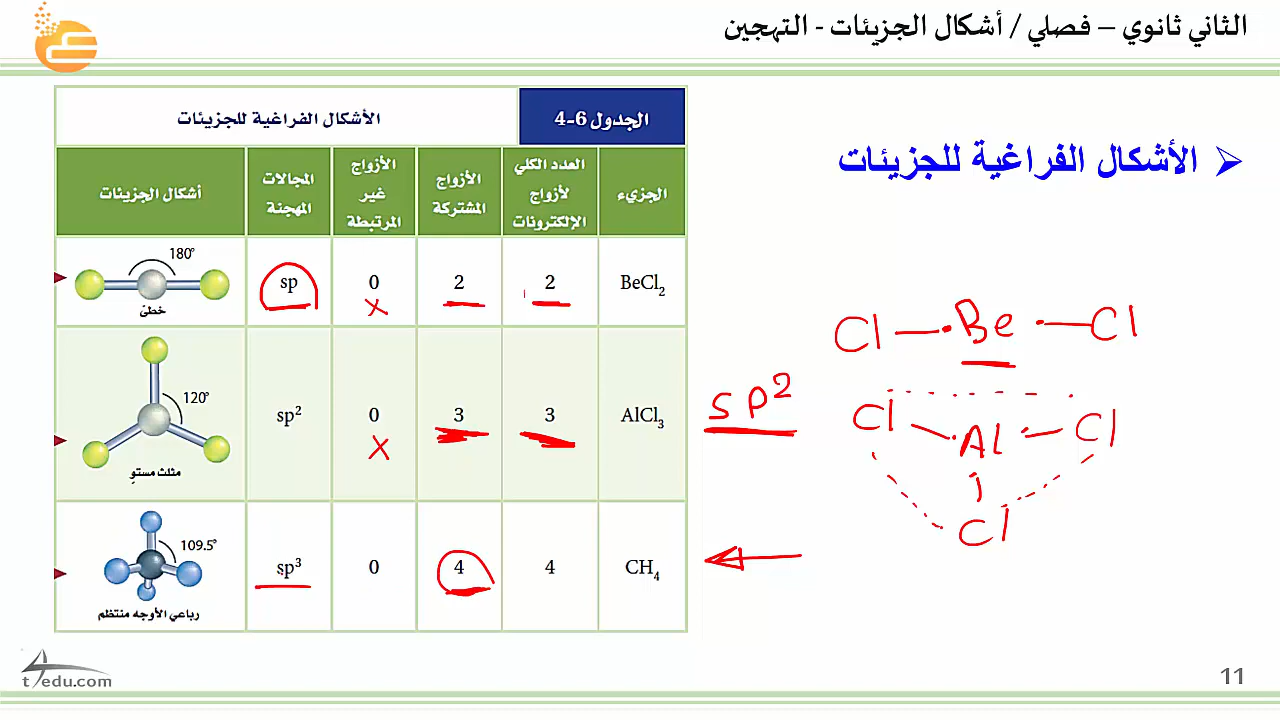 الثاني ثانوي – فصلي / أشكال الجزيئات - التهجين
الأشكال الفراغية للجزيئات
الجدول 6-4 الأشكال الفراغية للجزيئات
الجزيء العدد الكلي لأزواج الإلكترونات الأزواج المشتركة الأزواج غير المرتبطة المجالات المهجنة أشكال الجزيئات
BeCl₂ 2 2 0 sp 180°
خطيّ
AlCl₃ 3 3 0 sp² 120°
مثلث مستوٍ
CH₄ 4 4 0 sp³ 109.5°
رباعي الأوجه منتظم
Cl Be Cl
sp²
Cl Al Cl
Cl
t4edu.com
11